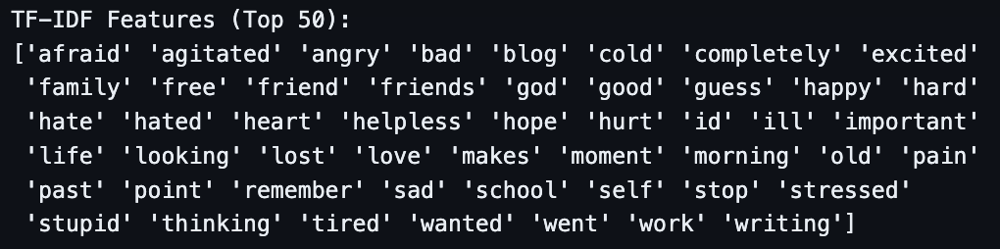 TF-IDF Features (Top 50):
['afraid' 'agitated' 'angry' 'bad' 'blog' 'cold' 'completely' 'excited'
'family' 'free' 'friend' 'friends' 'god' 'good' 'guess' 'happy' 'hard'
'hate' 'hated' 'heart' 'helpless' 'hope' 'hurt' 'id' 'ill' 'important'
'life' 'looking' 'lost' 'love' 'makes' 'moment' 'morning' 'old' 'pain'
'past' 'point' 'remember' 'sad' 'school' 'self' 'stop' 'stressed'
'stupid' 'thinking' 'tired' 'wanted' 'went' 'work' 'writing']